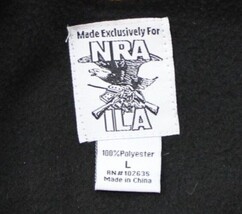 Made Exclusively For
NRA
ILA
100% Polyester
L
RN#107635
Made in China